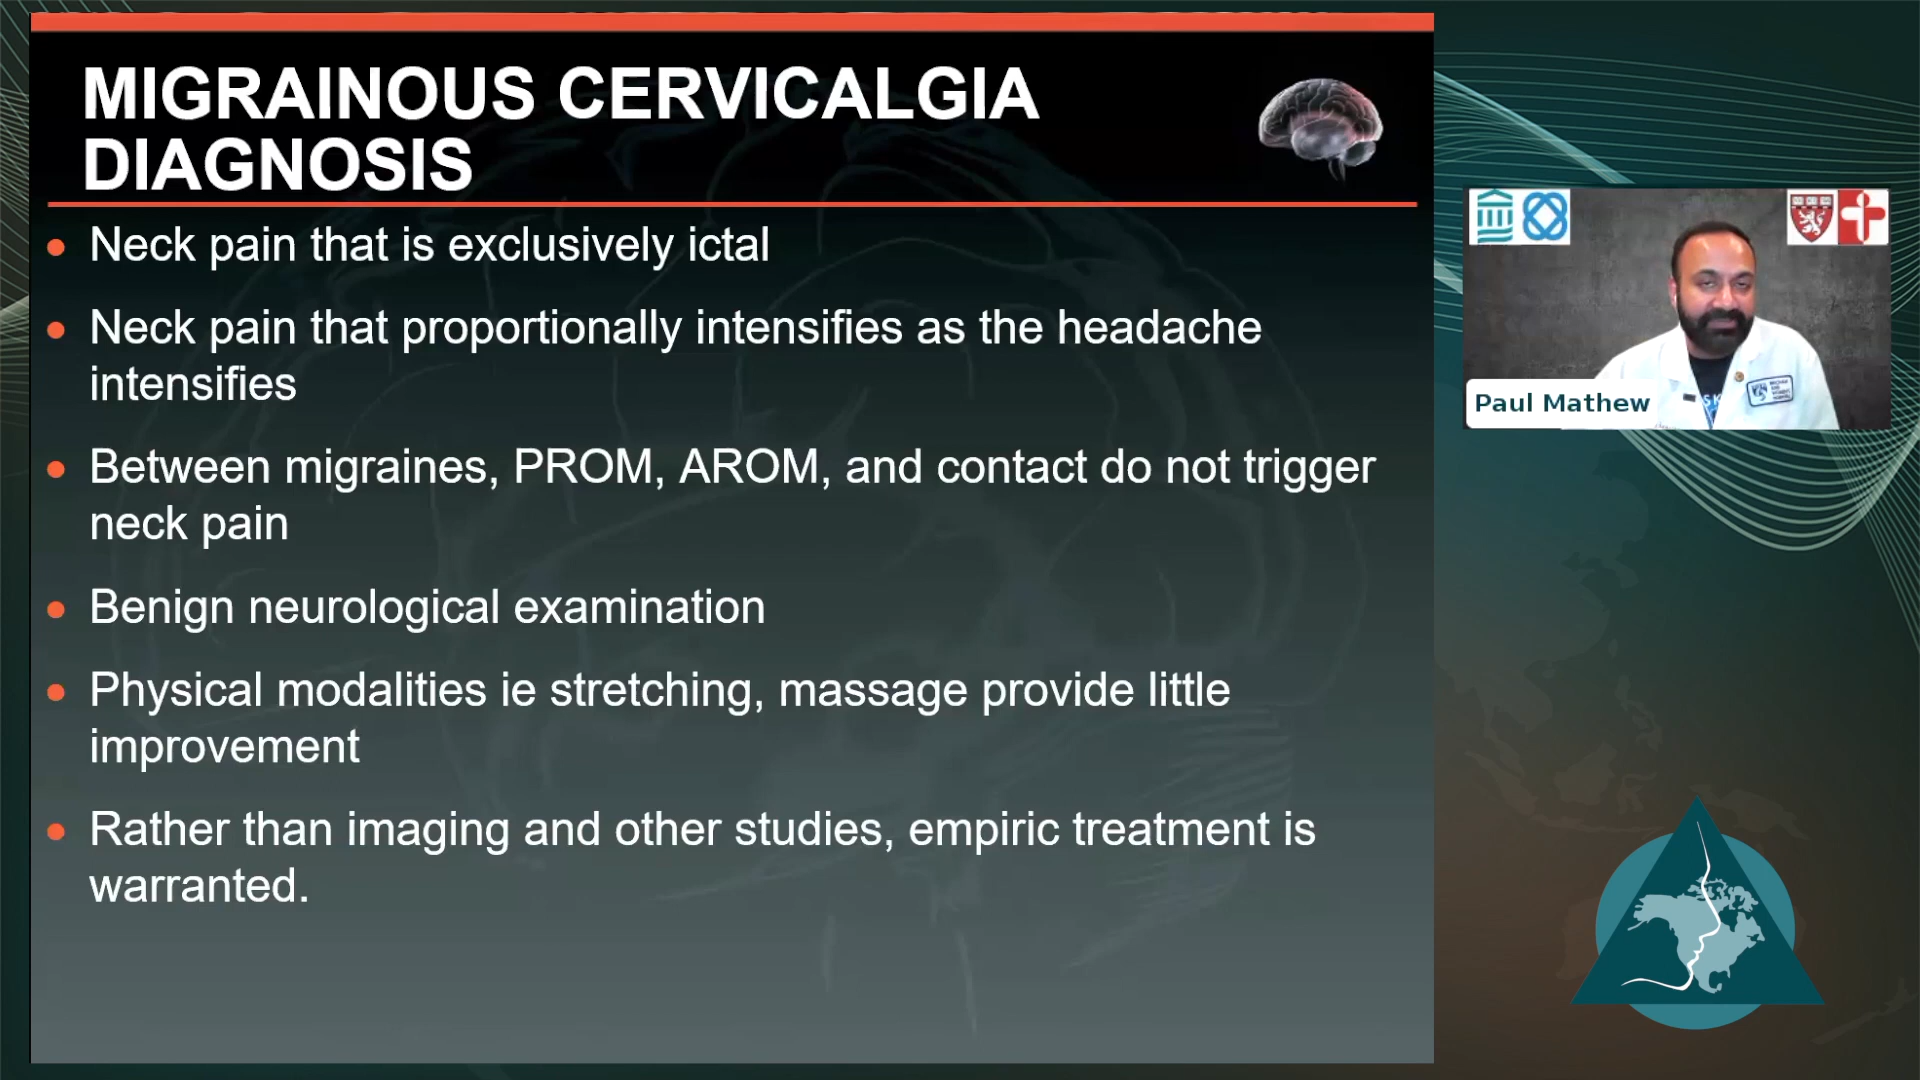 MIGRAINOUS CERVICALGIA
DIAGNOSIS
Neck pain that is exclusively ictal
Neck pain that proportionally intensifies as the headache
intensifies
Between migraines, PROM, AROM, and contact do not trigger
neck pain
Benign neurological examination
Physical modalities ie stretching, massage provide little
improvement
Rather than imaging and other studies, empiric treatment is
warranted.
Paul Mathew